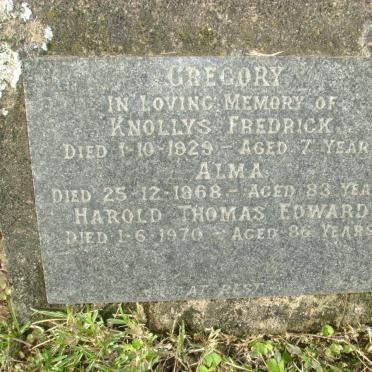 GREGORY
IN LOVING MEMORY OF
KNOLLYS FREDRICK
DIED 1-10-1929 - AGED 7 YEAR
ALMA
DIED 25-12-1968 - AGED 83 YEA
HAROLD THOMAS EDWARD
DIED 1-6-1970 - AGED 86 YEARS
AT REST